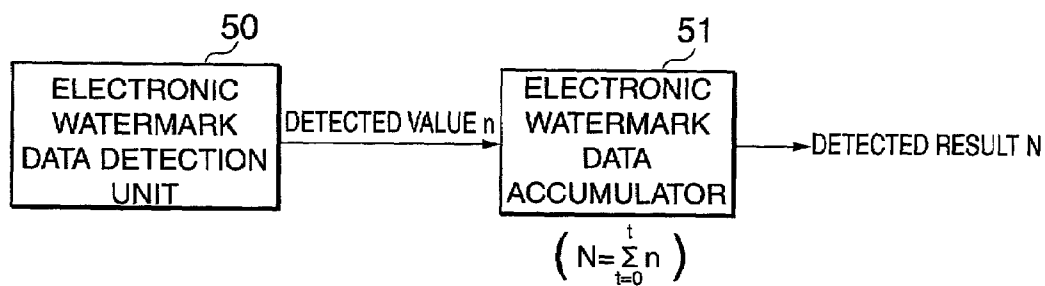 50
ELECTRONIC
WATERMARK
DATA DETECTION
UNIT
DETECTED VALUE n
51
ELECTRONIC
WATERMARK
DATA
ACCUMULATOR
DETECTED RESULT N
t
( N=Σn )
t=0